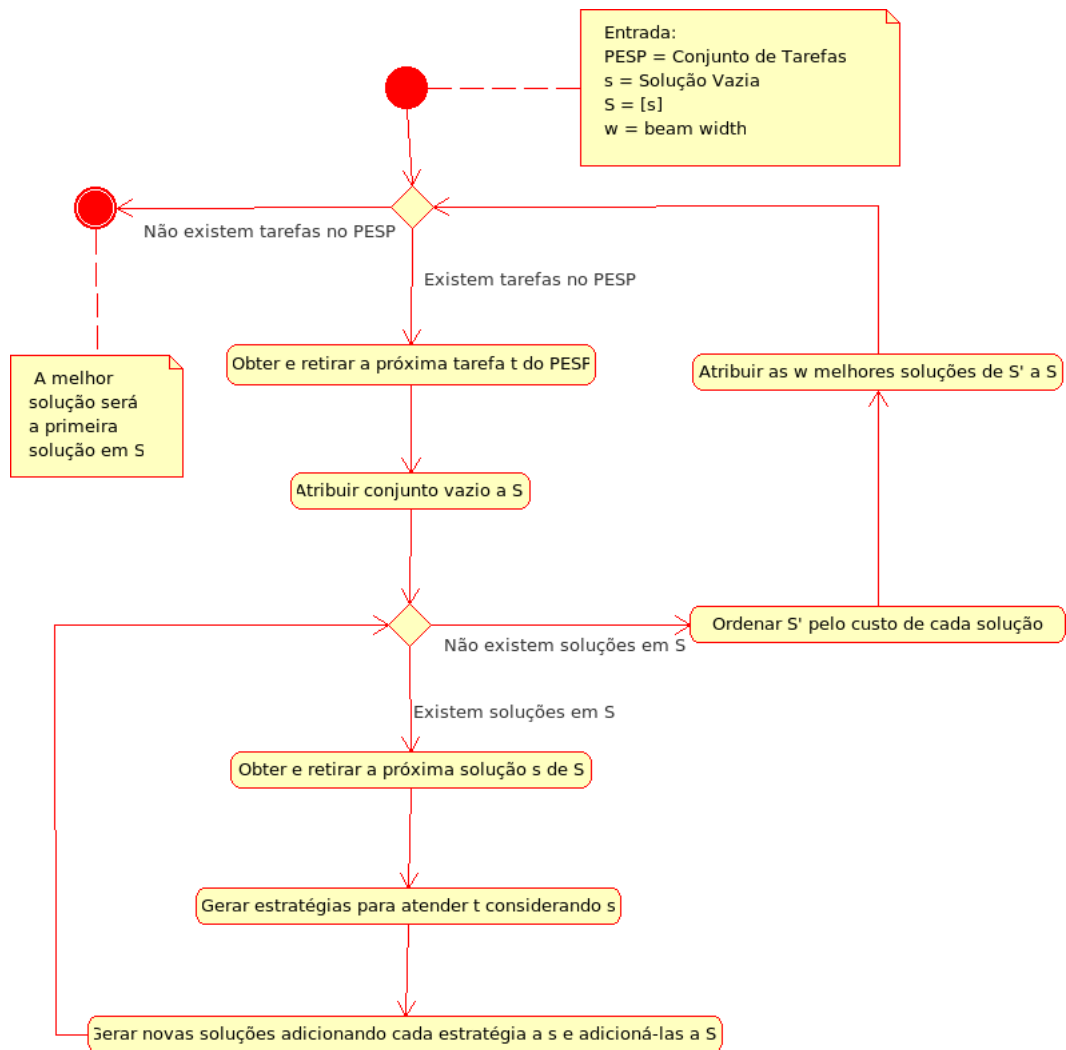 Entrada:
PESP = Conjunto de Tarefas
s = Solução Vazia
S = [s]
w = beam width
Não existem tarefas no PESP
Existem tarefas no PESP
Obter e retirar a próxima tarefa t do PESP
A melhor
solução será
a primeira
solução em S
Atribuir as w melhores soluções de S' a S
Atribuir conjunto vazio a S
Ordenar S' pelo custo de cada solução
Não existem soluções em S
Existem soluções em S
Obter e retirar a próxima solução s de S
Gerar estratégias para atender t considerando s
Gerar novas soluções adicionando cada estratégia a s e adicioná-las a S